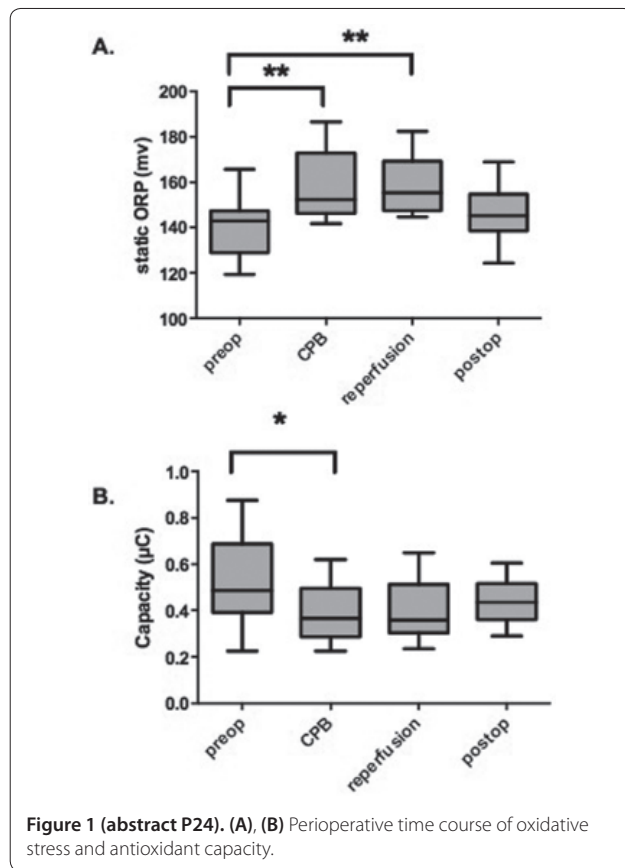 A.
**
**
static ORP (mv)
200
180
160
140
120
100
preop
CPB
reperfusion
postop
B.
*
Capacity (µC)
1.0
0.8
0.6
0.4
0.2
0.0
preop
CPB
reperfusion
postop
Figure 1 (abstract P24). (A), (B) Perioperative time course of oxidative
stress and antioxidant capacity.